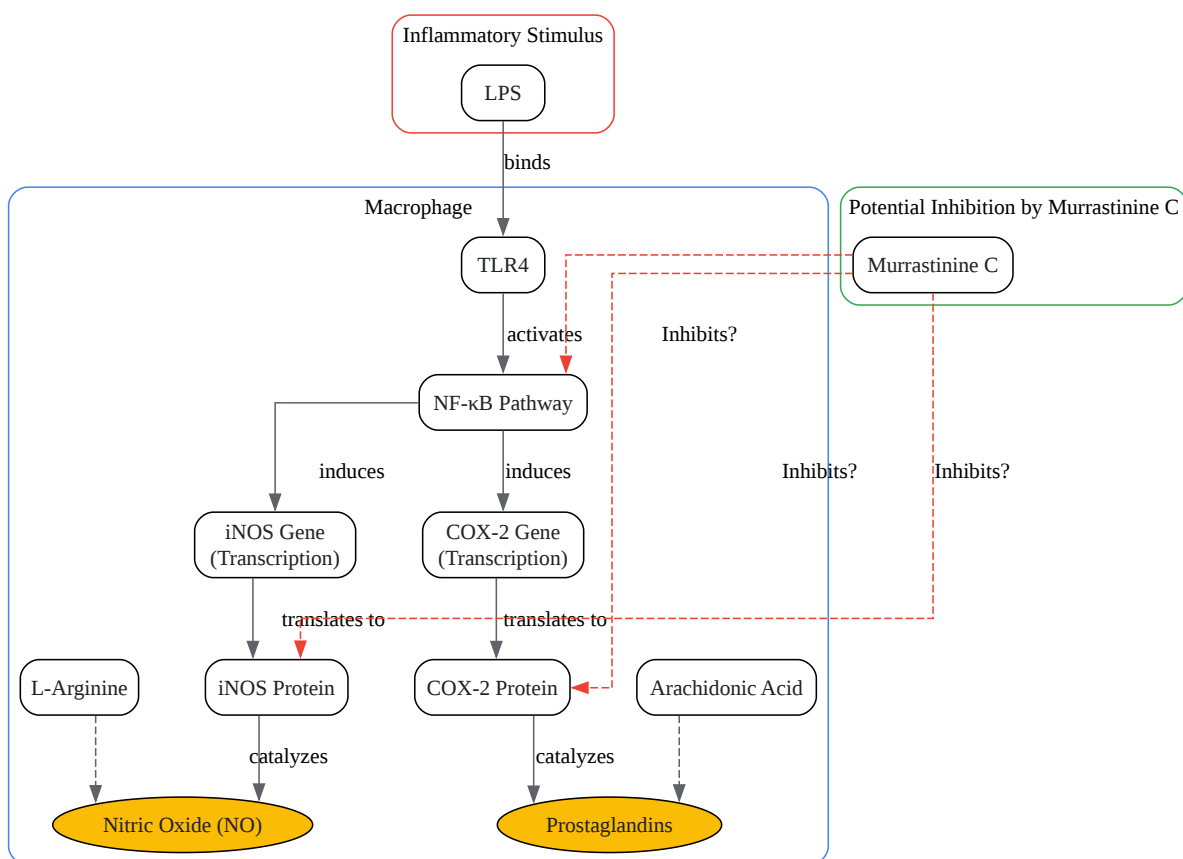 Inflammatory Stimulus
LPS
binds
Macrophage
Potential Inhibition by Murrastinine C
TLR4
Murrastinine C
activates
Inhibits?
NF-κB Pathway
induces
induces
Inhibits?
Inhibits?
iNOS Gene
(Transcription)
COX-2 Gene
(Transcription)
translates to
translates to
L-Arginine
iNOS Protein
COX-2 Protein
Arachidonic Acid
catalyzes
catalyzes
Nitric Oxide (NO)
Prostaglandins